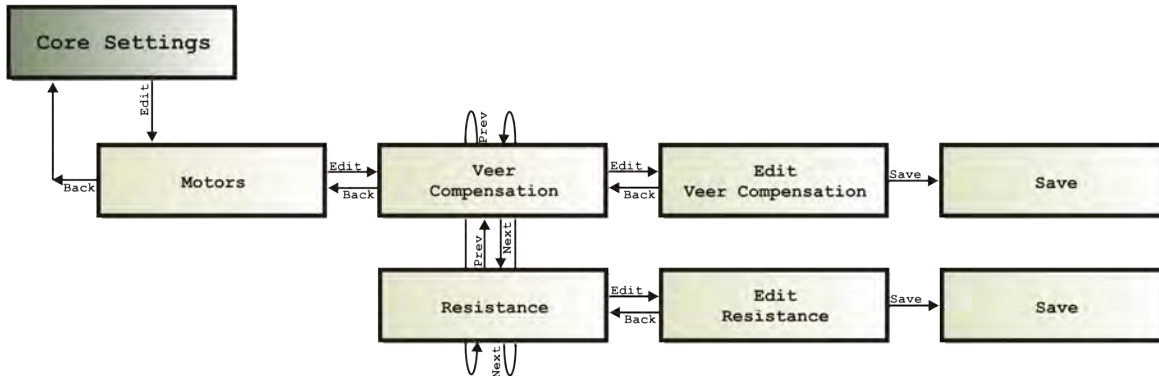 Core Settings
Edit
Back
Motors
Edit
Back
Prev
Veer
Compensation
Edit
Back
Edit
Veer Compensation
Save
Save
Prev
Next
Resistance
Edit
Back
Edit
Resistance
Save
Save
Next